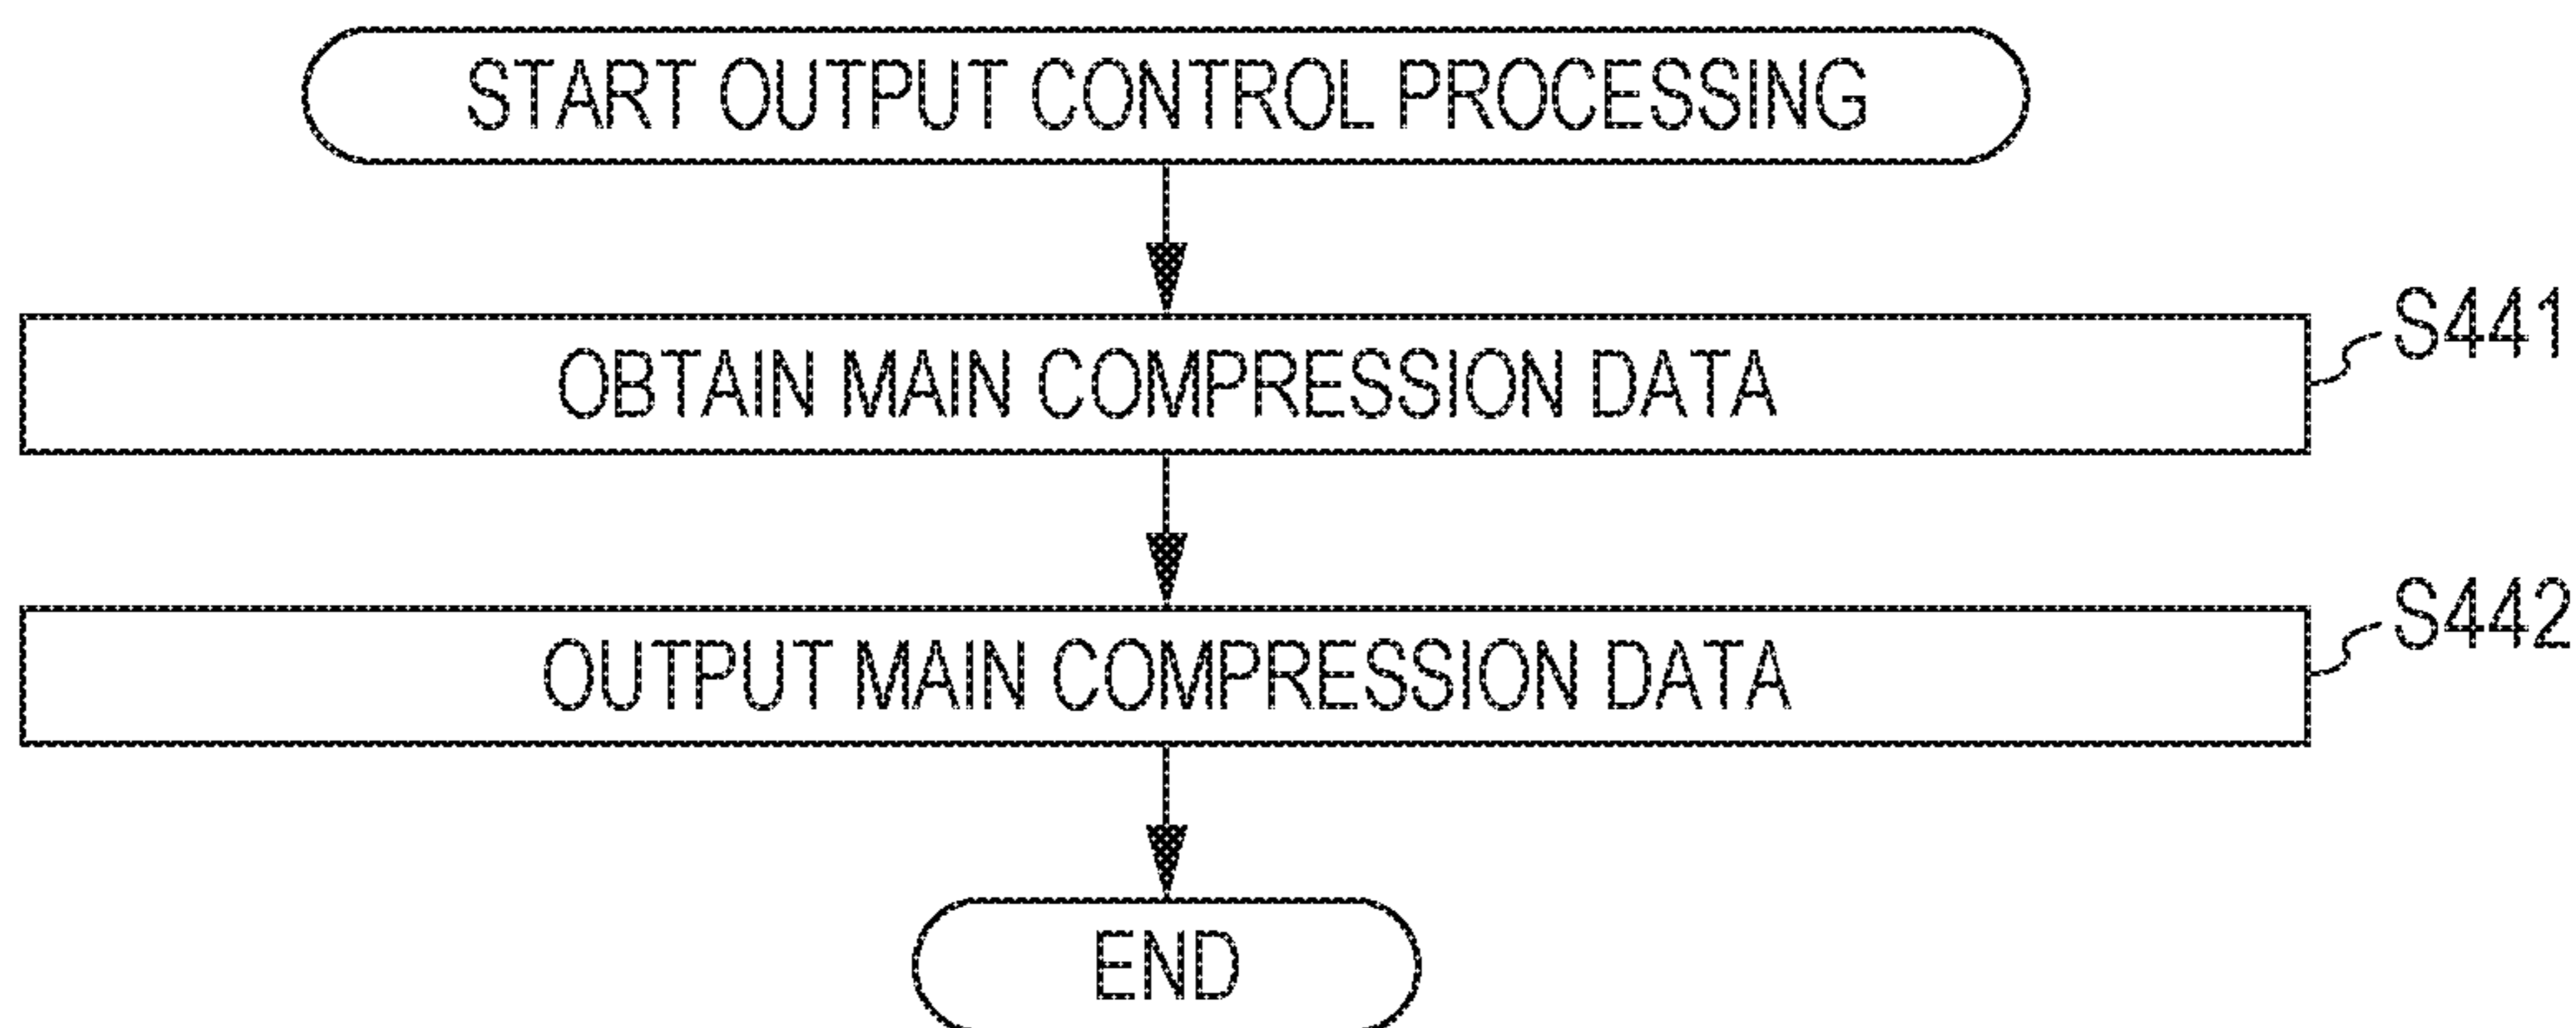 START OUTPUT CONTROL PROCESSING
OBTAIN MAIN COMPRESSION DATA
S441
OUTPUT MAIN COMPRESSION DATA
S442
END